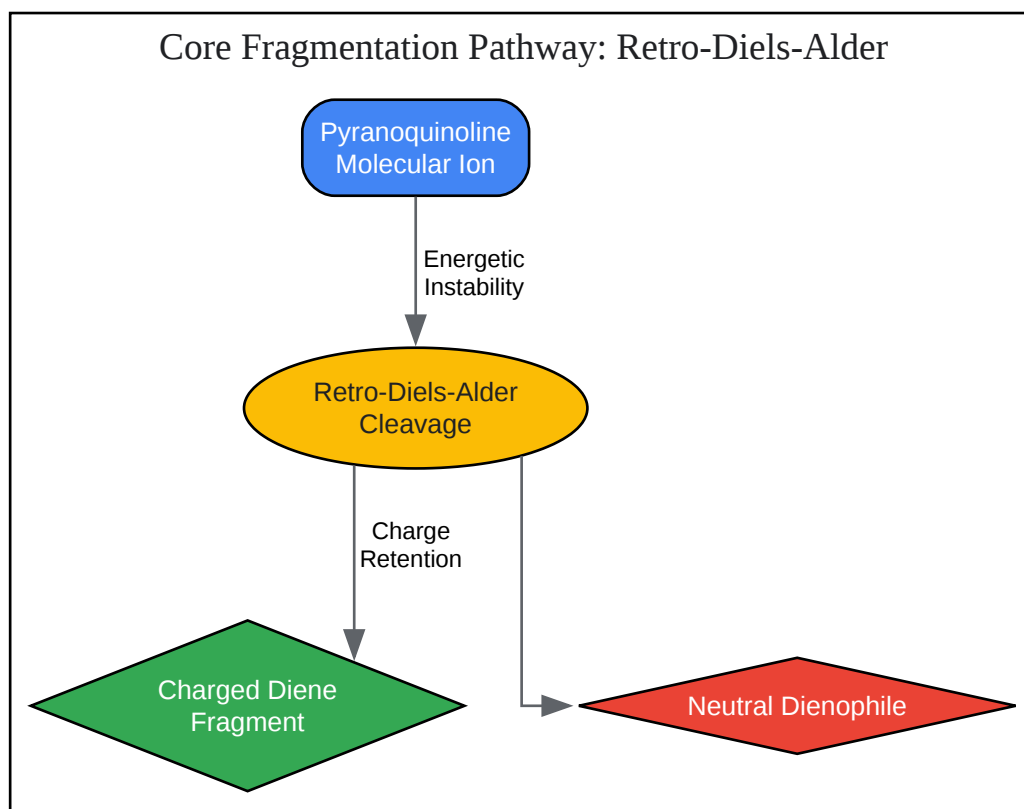 Core Fragmentation Pathway: Retro-Diels-Alder
Pyranoquinoline
Molecular Ion
Energetic
Instability
Retro-Diels-Alder
Cleavage
Charge
Retention
Charged Diene
Fragment
Neutral Dienophile